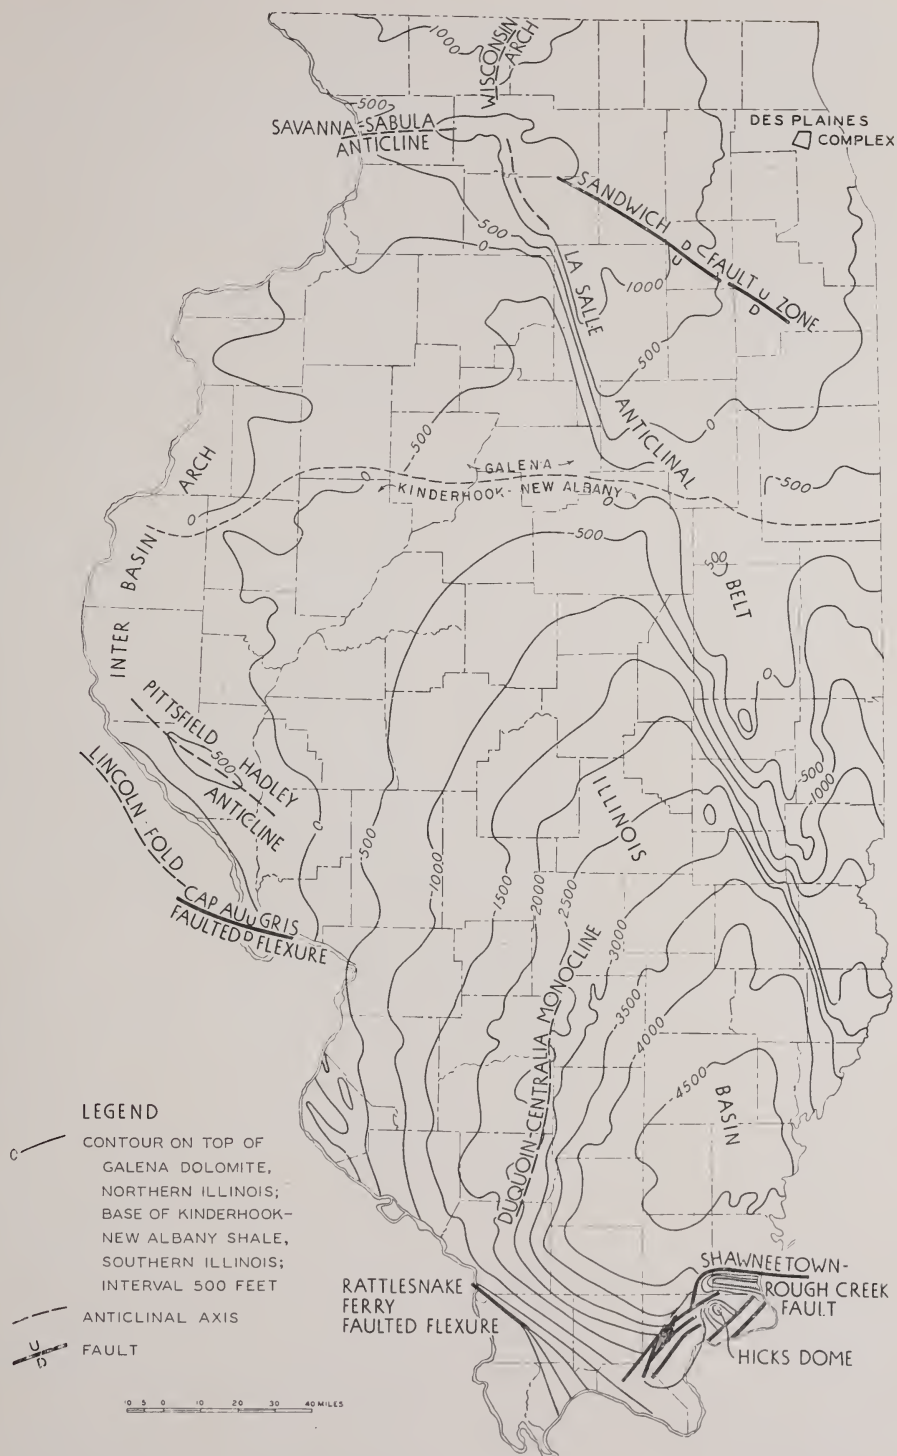 1000
WISCONSIN
ARCH
500
SAVANNA-SABULA
ANTICLINE
DES PLAINES
COMPLEX
SANDWICH D FAULT U ZONE
U
D
500
0
LA SALLE
1000
500
-500
ANTICLINAL
0
GALENA
KINDERHOOK-NEW ALBANY
0
0
-500
ARCH
0
INTER BASIN
-500
500
BELT
0
PITTSFIELD HADLEY
500
ANTICLINE
LINCOLN FOLD
CAP AU U GRIS
FAULTED D FLEXURE
0
-500
-1000
-1500
-2000
-2500
-3000
-3500
-4000
-4500
-500
-1000
ILLINOIS
BASIN
DUQUOIN-CENTRALIA MONOCLINE
LEGEND
CONTOUR ON TOP OF
GALENA DOLOMITE,
NORTHERN ILLINOIS;
BASE OF KINDERHOOK-
NEW ALBANY SHALE,
SOUTHERN ILLINOIS;
INTERVAL 500 FEET
ANTICLINAL AXIS
U
D
FAULT
10 5 0 10 20 30 40 MILES
RATTLESNAKE
FERRY
FAULTED FLEXURE
SHAWNEETOWN-
ROUGH CREEK
FAULT
HICKS DOME